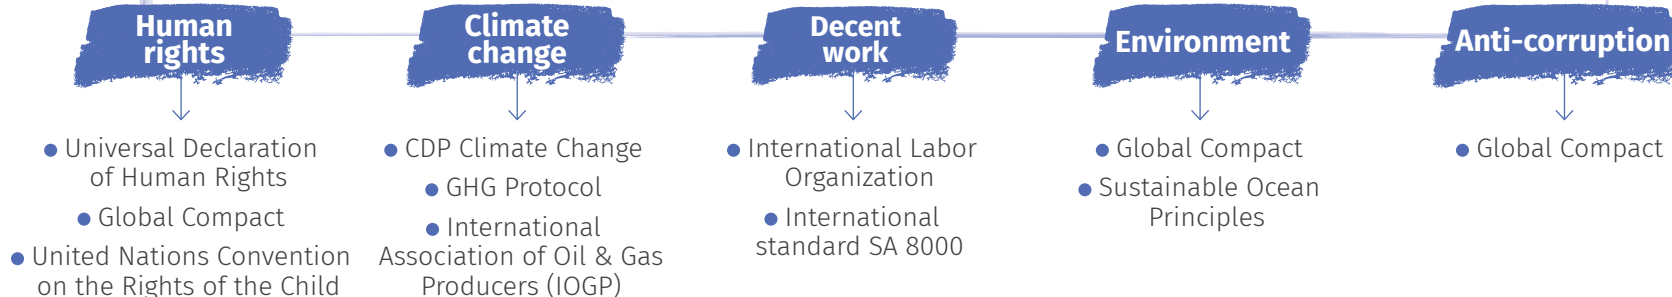 Human
rights
Climate
change
Decent
work
Environment
Anti-corruption
● Universal Declaration
of Human Rights
● Global Compact
● United Nations Convention
on the Rights of the Child
● CDP Climate Change
● GHG Protocol
● International
Association of Oil & Gas
Producers (IOGP)
● International Labor
Organization
● International
standard SA 8000
● Global Compact
● Sustainable Ocean
Principles
● Global Compact